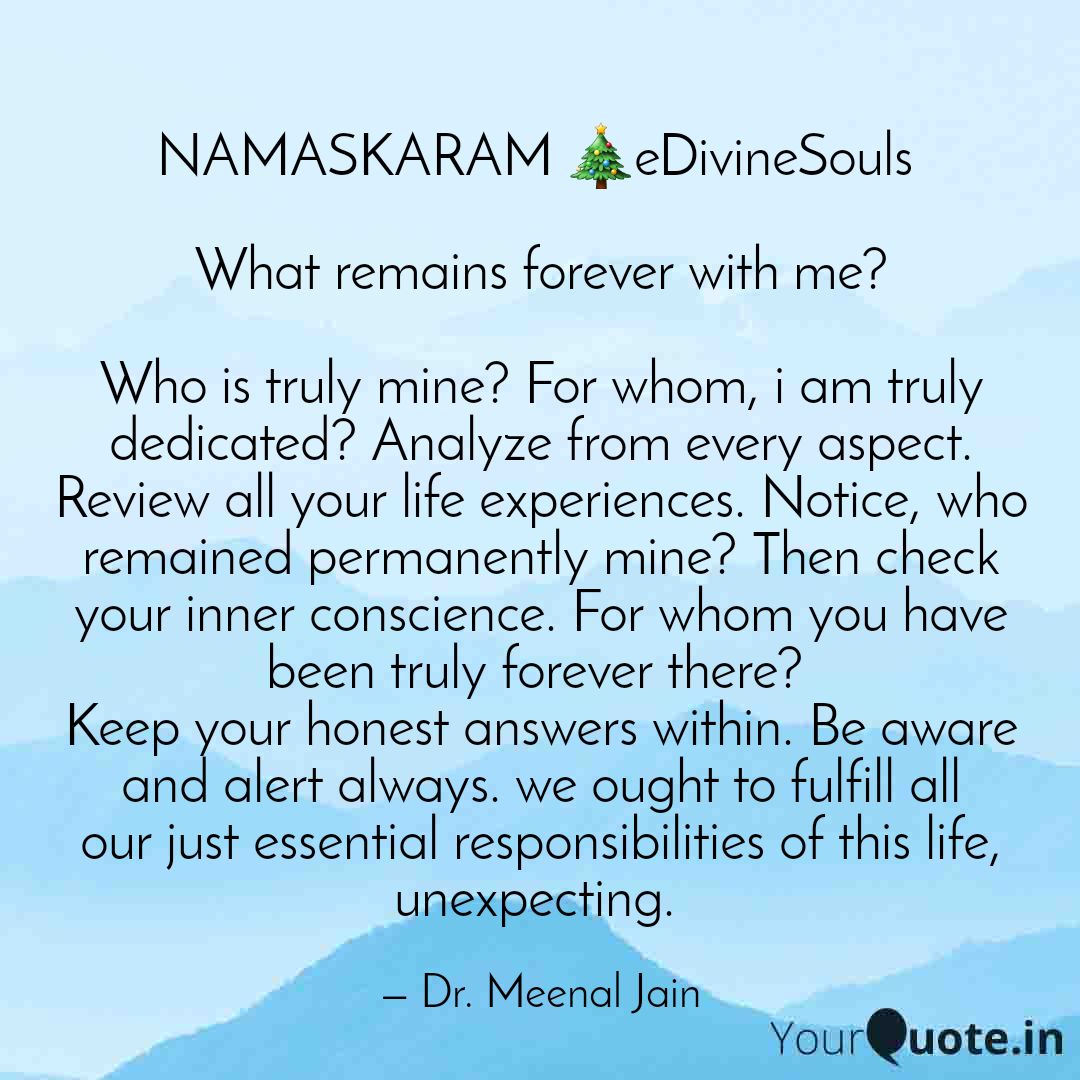 NAMASKARAM 🎄eDivineSouls
What remains forever with me?
Who is truly mine? For whom, i am truly
dedicated? Analyze from every aspect.
Review all your life experiences. Notice, who
remained permanently mine? Then check
your inner conscience. For whom you have
been truly forever there?
Keep your honest answers within. Be aware
and alert always. we ought to fulfill all
our just essential responsibilities of this life,
unexpecting.
— Dr. Meenal Jain
YourQuote.in